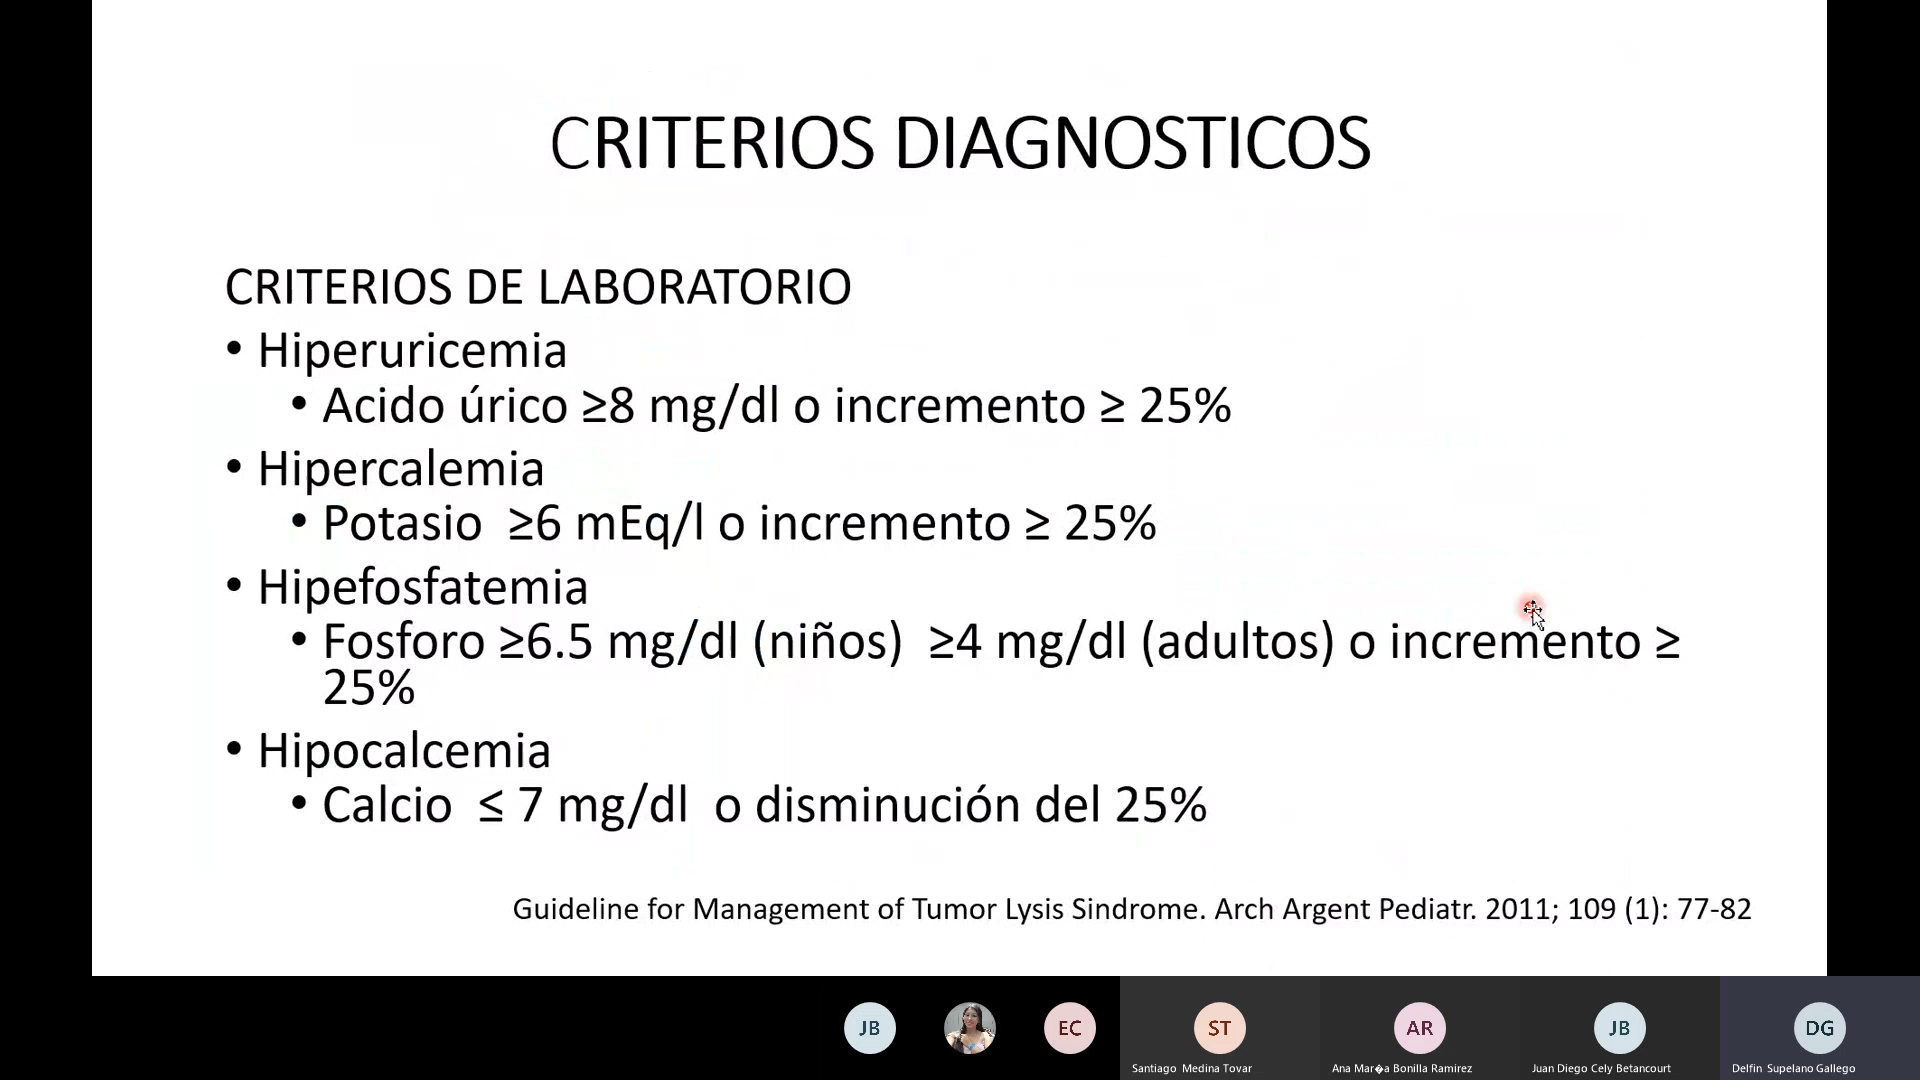 CRITERIOS DIAGNOSTICOS
CRITERIOS DE LABORATORIO
• Hiperuricemia
• Acido úrico ≥8 mg/dl o incremento ≥ 25%
• Hipercalemia
• Potasio ≥6 mEq/l o incremento ≥ 25%
• Hipefosfatemia
• Fosforo ≥6.5 mg/dl (niños) ≥4 mg/dl (adultos) o incremento ≥
25%
• Hipocalcemia
• Calcio ≤ 7 mg/dl o disminución del 25%
Guideline for Management of Tumor Lysis Sindrome. Arch Argent Pediatr. 2011; 109 (1): 77-82
JB EC ST AR JB DG
Santiago Medina Tovar Ana Mar�a Bonilla Ramirez Juan Diego Cely Betancourt Delfin Supelano Gallego